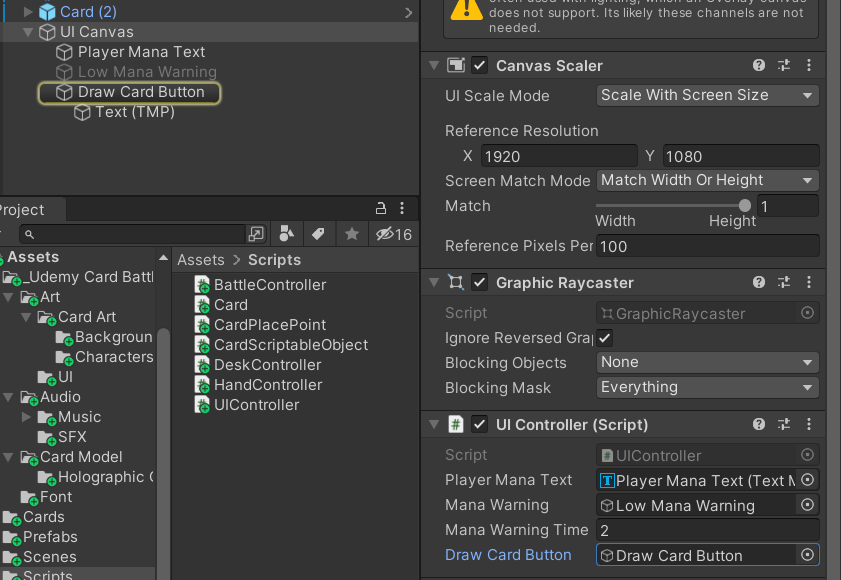 Card (2)
UI Canvas
Player Mana Text
Low Mana Warning
Draw Card Button
Text (TMP)
Project
16
Assets
_Udemy Card Battl
Art
Card Art
Backgroun
Characters
UI
Audio
Music
SFX
Card Model
Holographic C
Font
Cards
Prefabs
Scenes
Scripts
Assets > Scripts
BattleController
Card
CardPlacePoint
CardScriptableObject
DeskController
HandController
UIController
often used with lighting, which an Overlay canvas
does not support. Its likely these channels are not
needed.
Canvas Scaler
UI Scale Mode Scale With Screen Size
Reference Resolution
X 1920 Y 1080
Screen Match Mode Match Width Or Height
Match 1
Width Height
Reference Pixels Per 100
Graphic Raycaster
Script GraphicRaycaster
Ignore Reversed Gra
Blocking Objects None
Blocking Mask Everything
# UI Controller (Script)
Script # UIController
Player Mana Text T Player Mana Text (Text M
Mana Warning Low Mana Warning
Mana Warning Time 2
Draw Card Button Draw Card Button